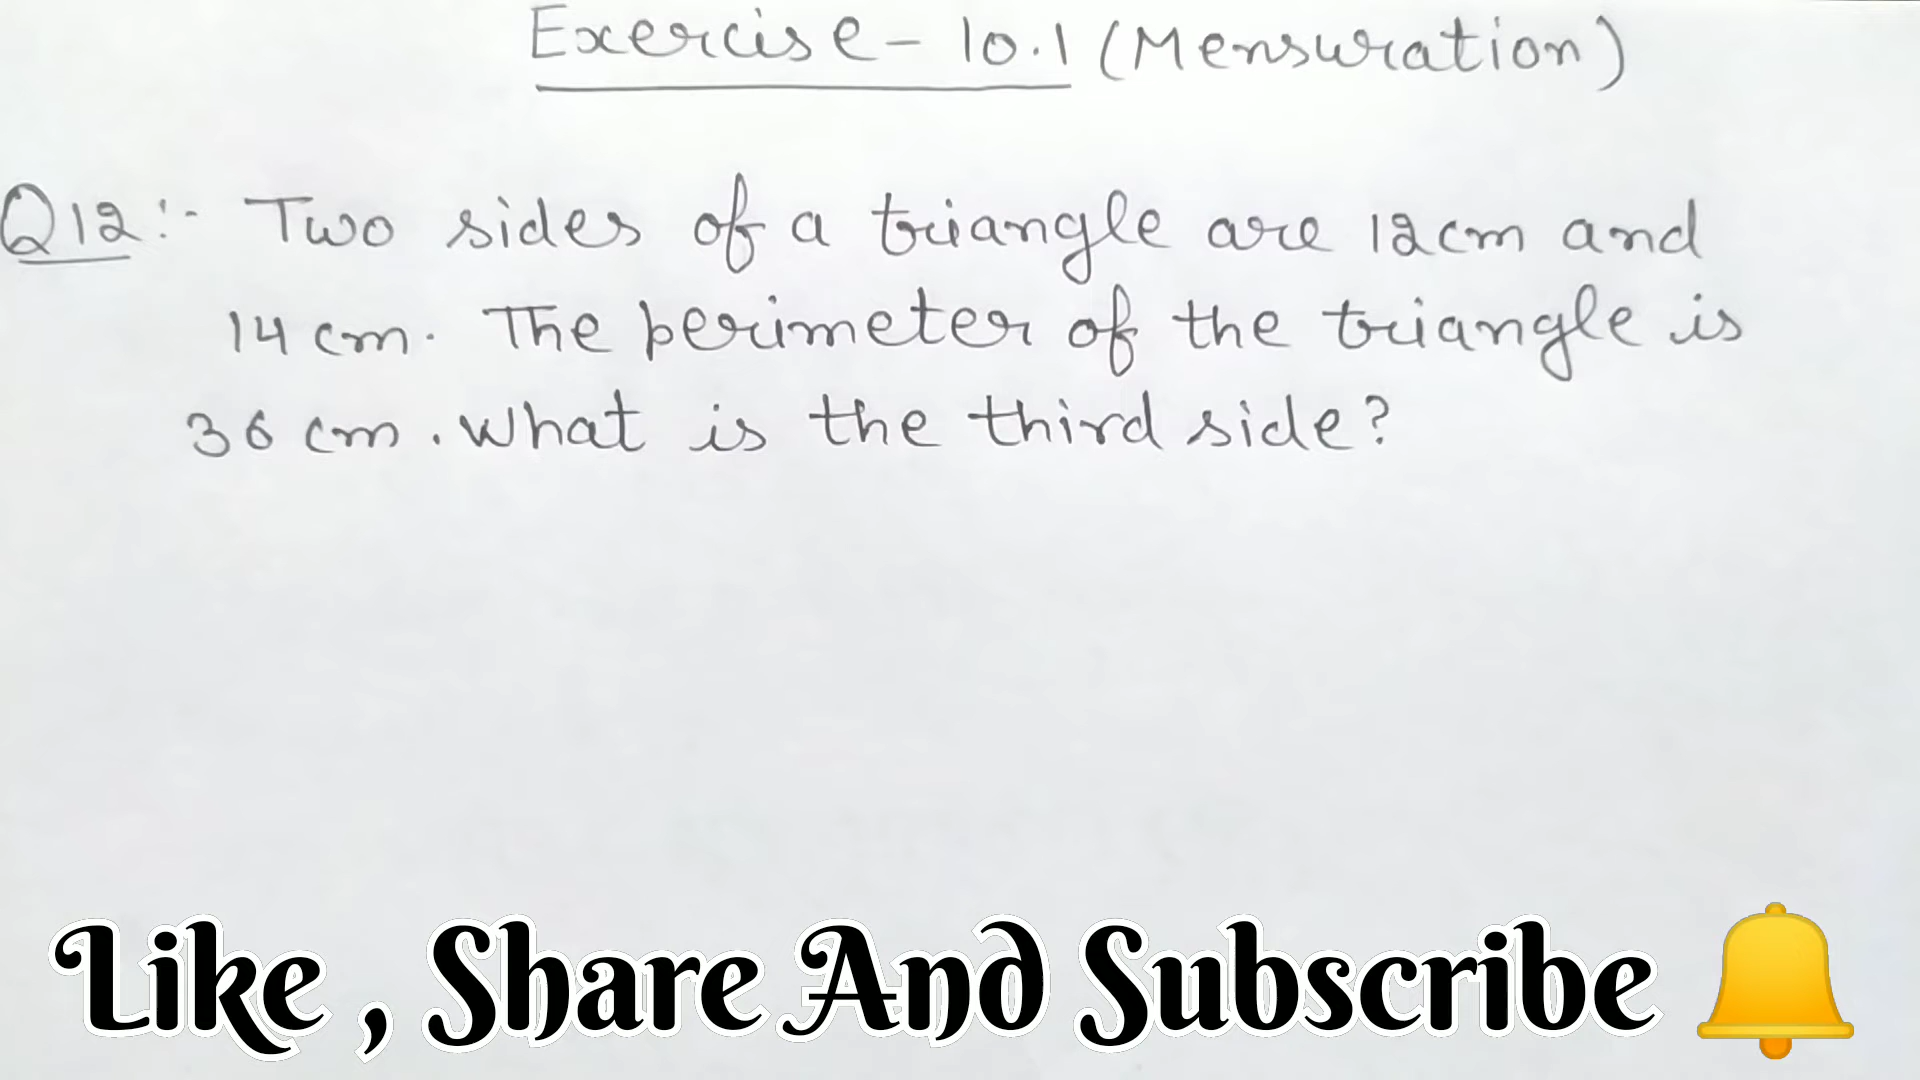 Exercise - 10.1 (Mensuration)
Q12:- Two sides of a triangle are 12cm and
14 cm. The perimeter of the triangle is
36 cm. What is the third side?
Like , Share And Subscribe